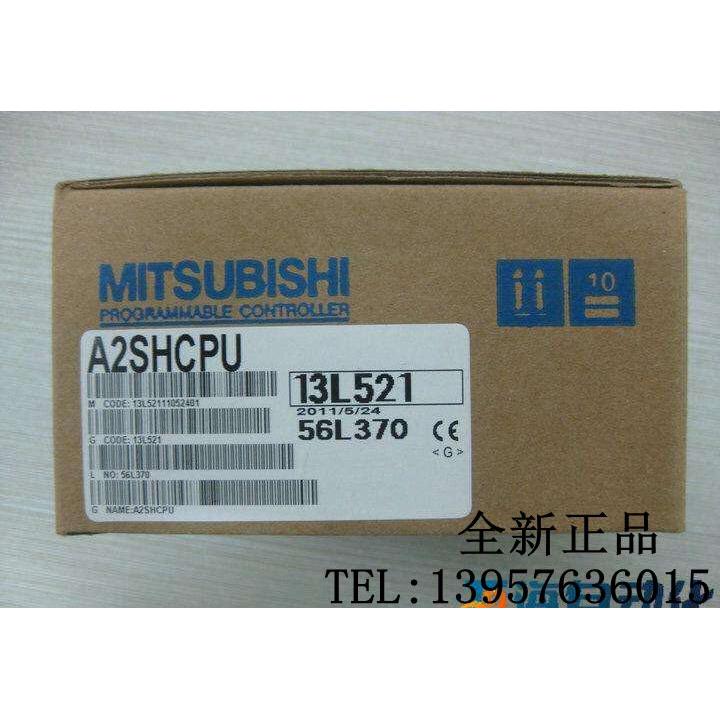 MITSUBISHI
PROGRAMMABLE CONTROLLER
10
A2SHCPU
13L521
M CODE: 13L52111052401
2011/5/24
56L370
CE
G CODE: 13L521
<G>
L NO: 56L370
G NAME:A2SHCPU
全新正品
TEL:13957636015